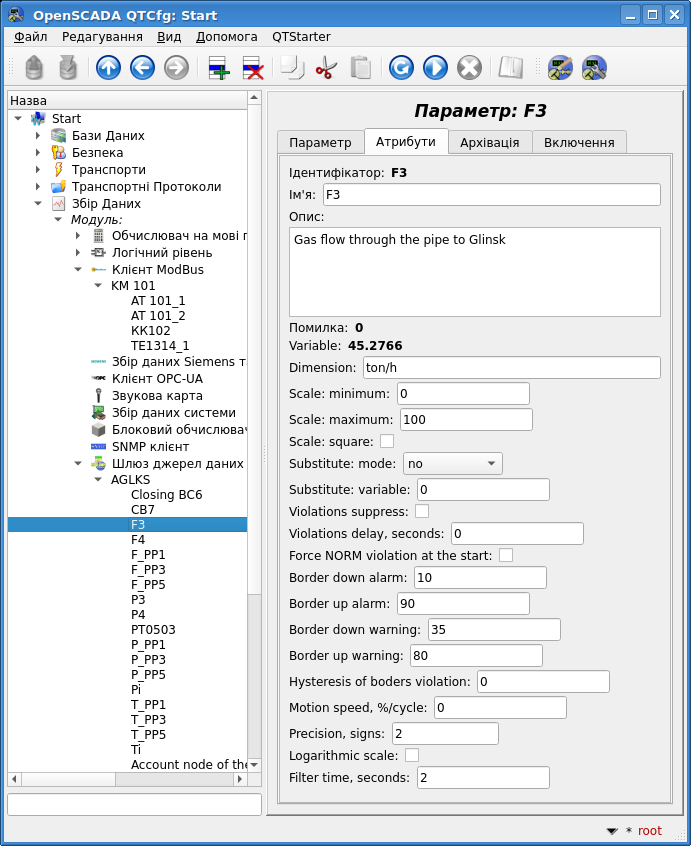 OpenSCADA QTCfg: Start
Файл Редагування Вид Допомога QTStarter
Назва
Start
Бази Даних
Безпека
Транспорти
Транспортні Протоколи
Збір Даних
Модуль:
Обчислювач на мові п
Логічний рівень
Клієнт ModBus
КМ 101
AT 101_1
AT 101_2
КК102
TE1314_1
Збір даних Siemens та
Клієнт OPC-UA
Звукова карта
Збір даних системи
Блоковий обчислювач
SNMP клієнт
Шлюз джерел даних
AGLKS
Closing BC6
CB7
F3
F4
F_PP1
F_PP3
F_PP5
P3
P4
PT0503
P_PP1
P_PP3
P_PP5
Pi
T_PP1
T_PP3
T_PP5
Ti
Account node of the
Параметр: F3
Параметр Атрибути Архівація Включення
Ідентифікатор: F3
Ім'я: F3
Опис:
Gas flow through the pipe to Glinsk
Помилка: 0
Variable: 45.2766
Dimension: ton/h
Scale: minimum: 0
Scale: maximum: 100
Scale: square:
Substitute: mode: no
Substitute: variable: 0
Violations suppress:
Violations delay, seconds: 0
Force NORM violation at the start:
Border down alarm: 10
Border up alarm: 90
Border down warning: 35
Border up warning: 80
Hysteresis of boders violation: 0
Motion speed, %/cycle: 0
Precision, signs: 2
Logarithmic scale:
Filter time, seconds: 2
* root